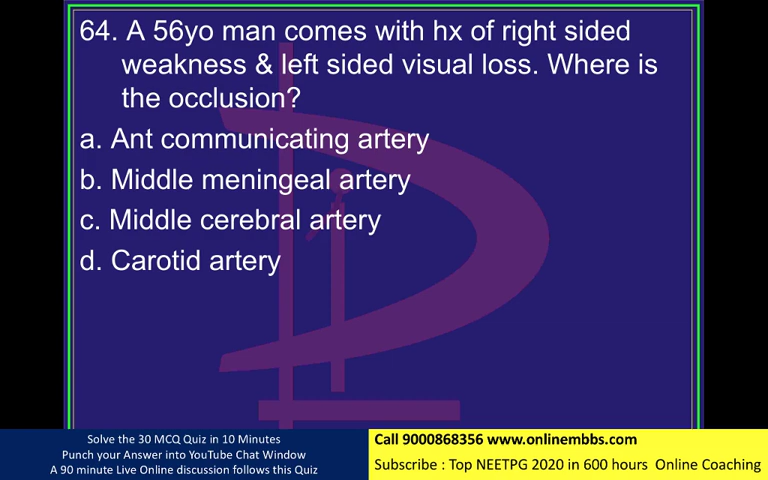 64. A 56yo man comes with hx of right sided
weakness & left sided visual loss. Where is
the occlusion?
a. Ant communicating artery
b. Middle meningeal artery
c. Middle cerebral artery
d. Carotid artery
Solve the 30 MCQ Quiz in 10 Minutes
Punch your Answer into YouTube Chat Window
A 90 minute Live Online discussion follows this Quiz
Call 9000868356 www.onlinembbs.com
Subscribe : Top NEETPG 2020 in 600 hours Online Coaching